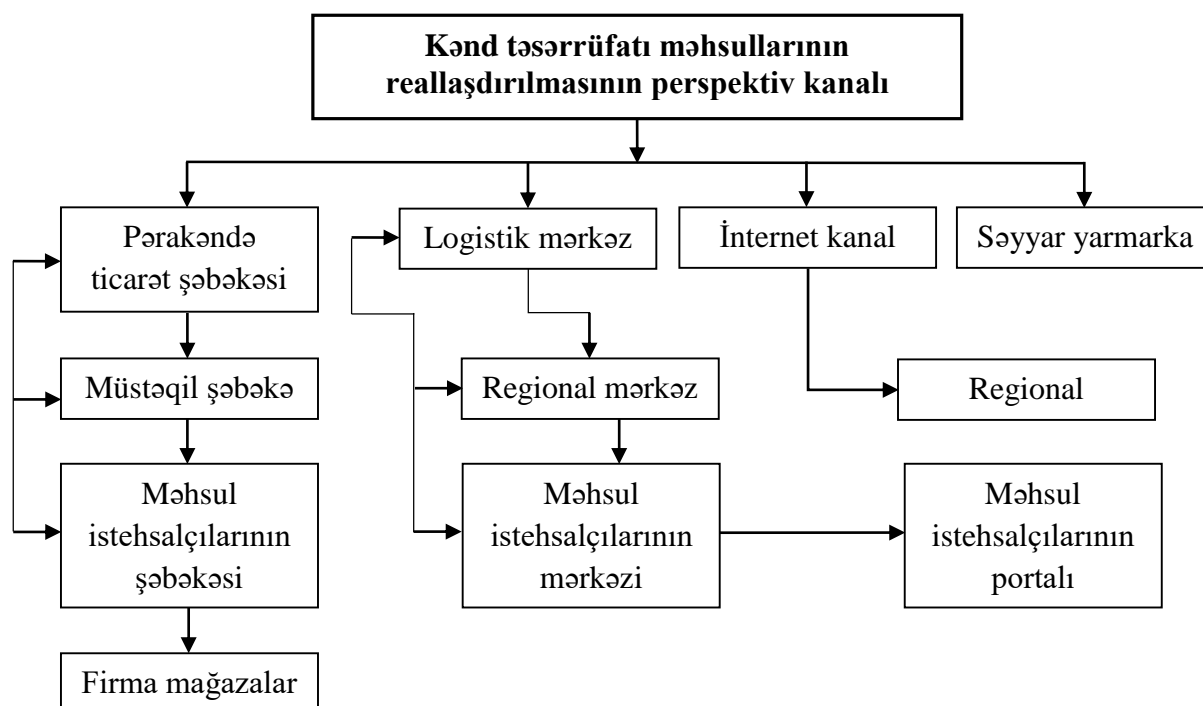 Kənd təsərrüfatı məhsullarının
reallaşdırılmasının perspektiv kanalı
Pərakəndə
ticarət şəbəkəsi
Logistik mərkəz
İnternet kanal
Səyyar yarmarka
Müstəqil şəbəkə
Regional mərkəz
Regional
Məhsul
istehsalçılarının
şəbəkəsi
Məhsul
istehsalçılarının
mərkəzi
Məhsul
istehsalçılarının
portalı
Firma mağazalar